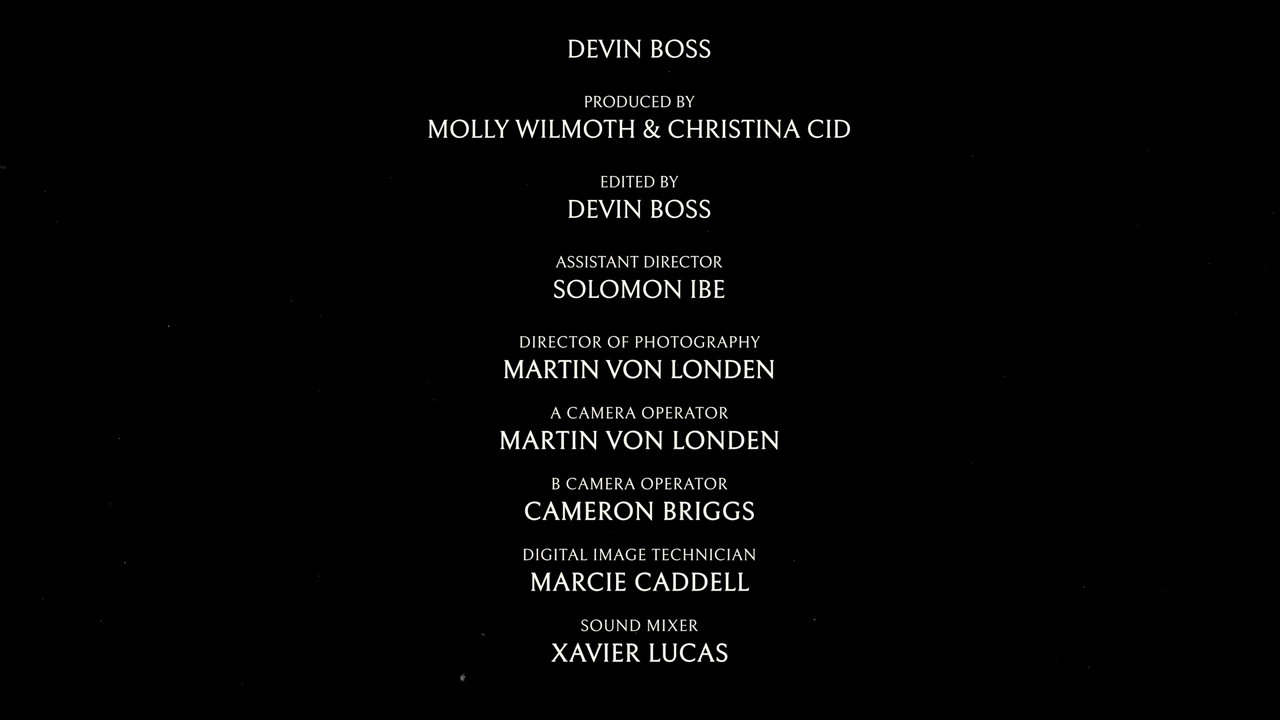 DEVIN BOSS
PRODUCED BY
MOLLY WILMOTH & CHRISTINA CID
EDITED BY
DEVIN BOSS
ASSISTANT DIRECTOR
SOLOMON IBE
DIRECTOR OF PHOTOGRAPHY
MARTIN VON LONDEN
A CAMERA OPERATOR
MARTIN VON LONDEN
B CAMERA OPERATOR
CAMERON BRIGGS
DIGITAL IMAGE TECHNICIAN
MARCIE CADDELL
SOUND MIXER
XAVIER LUCAS